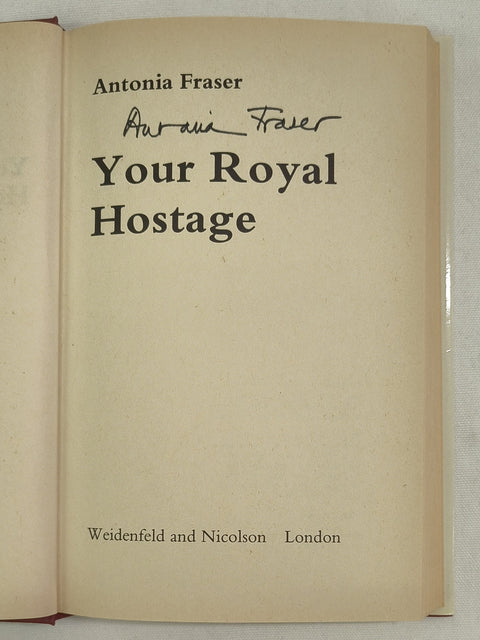 Antonia Fraser
Antonia Fraser
Your Royal
Hostage
Weidenfeld and Nicolson London